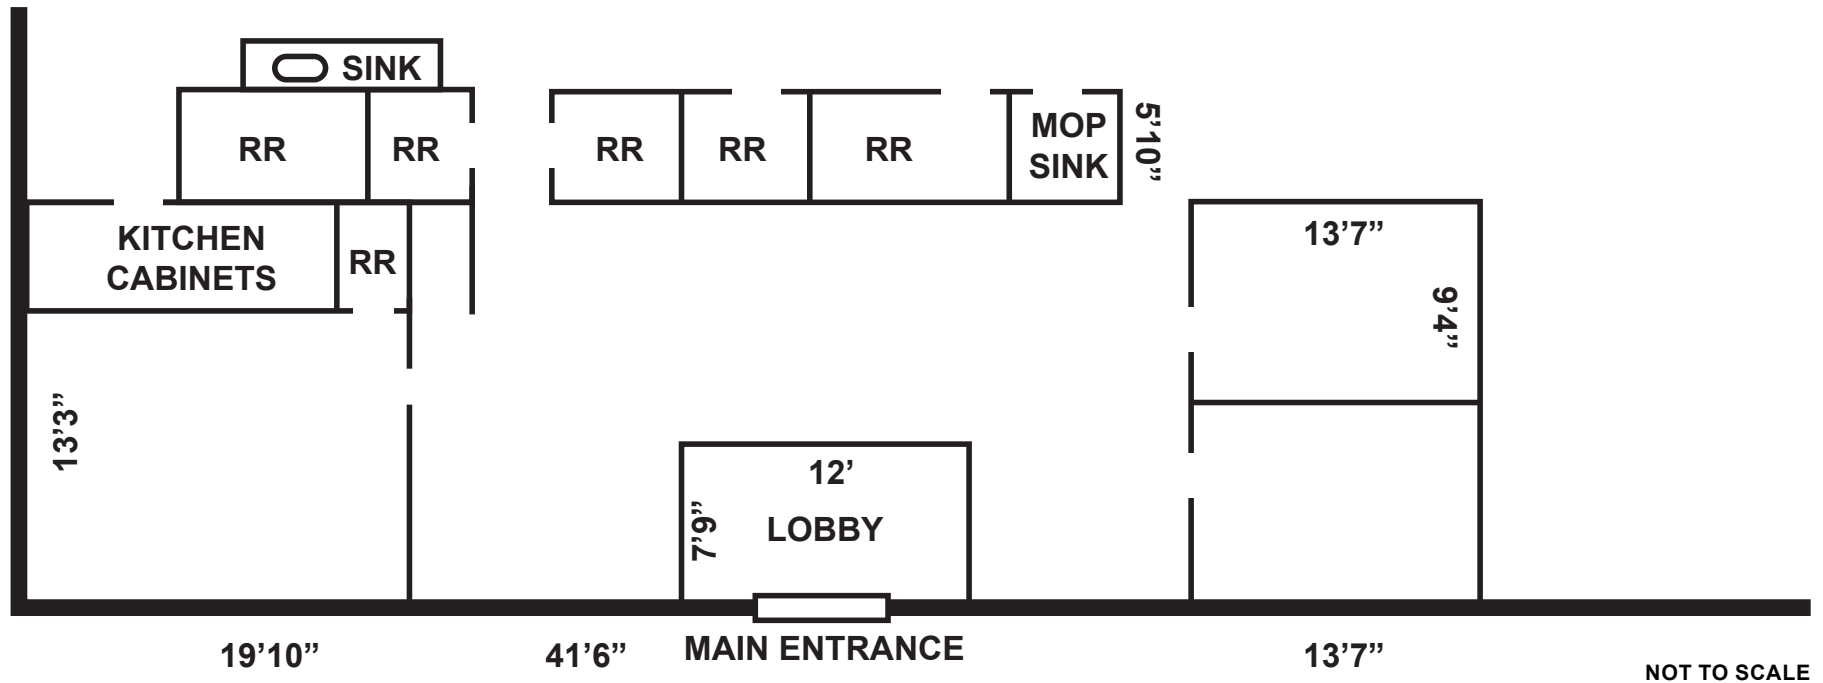 SINK
RR
RR
RR
RR
RR
MOP
SINK
5’10”
KITCHEN
CABINETS
RR
13’7”
9’4”
13’3”
12’
7’9”
LOBBY
19’10”
41’6”
MAIN ENTRANCE
13’7”
NOT TO SCALE